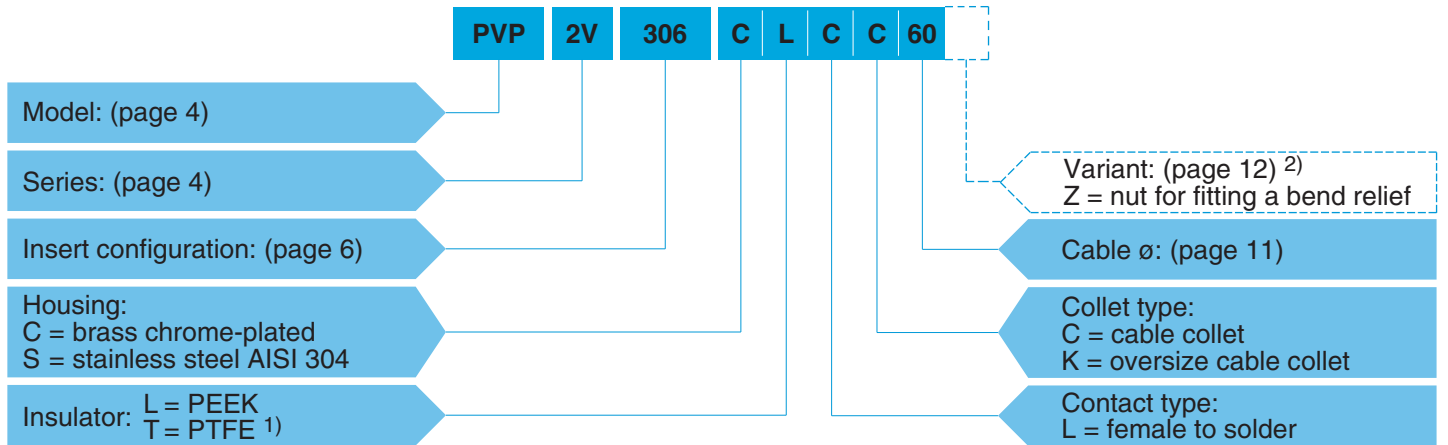 PVP 2V 306 C L C C 60
Model: (page 4)
Series: (page 4)
Insert configuration: (page 6)
Housing:
C = brass chrome-plated
S = stainless steel AISI 304
Insulator: L = PEEK
T = PTFE 1)
Variant: (page 12) 2)
Z = nut for fitting a bend relief
Cable ø: (page 11)
Collet type:
C = cable collet
K = oversize cable collet
Contact type:
L = female to solder